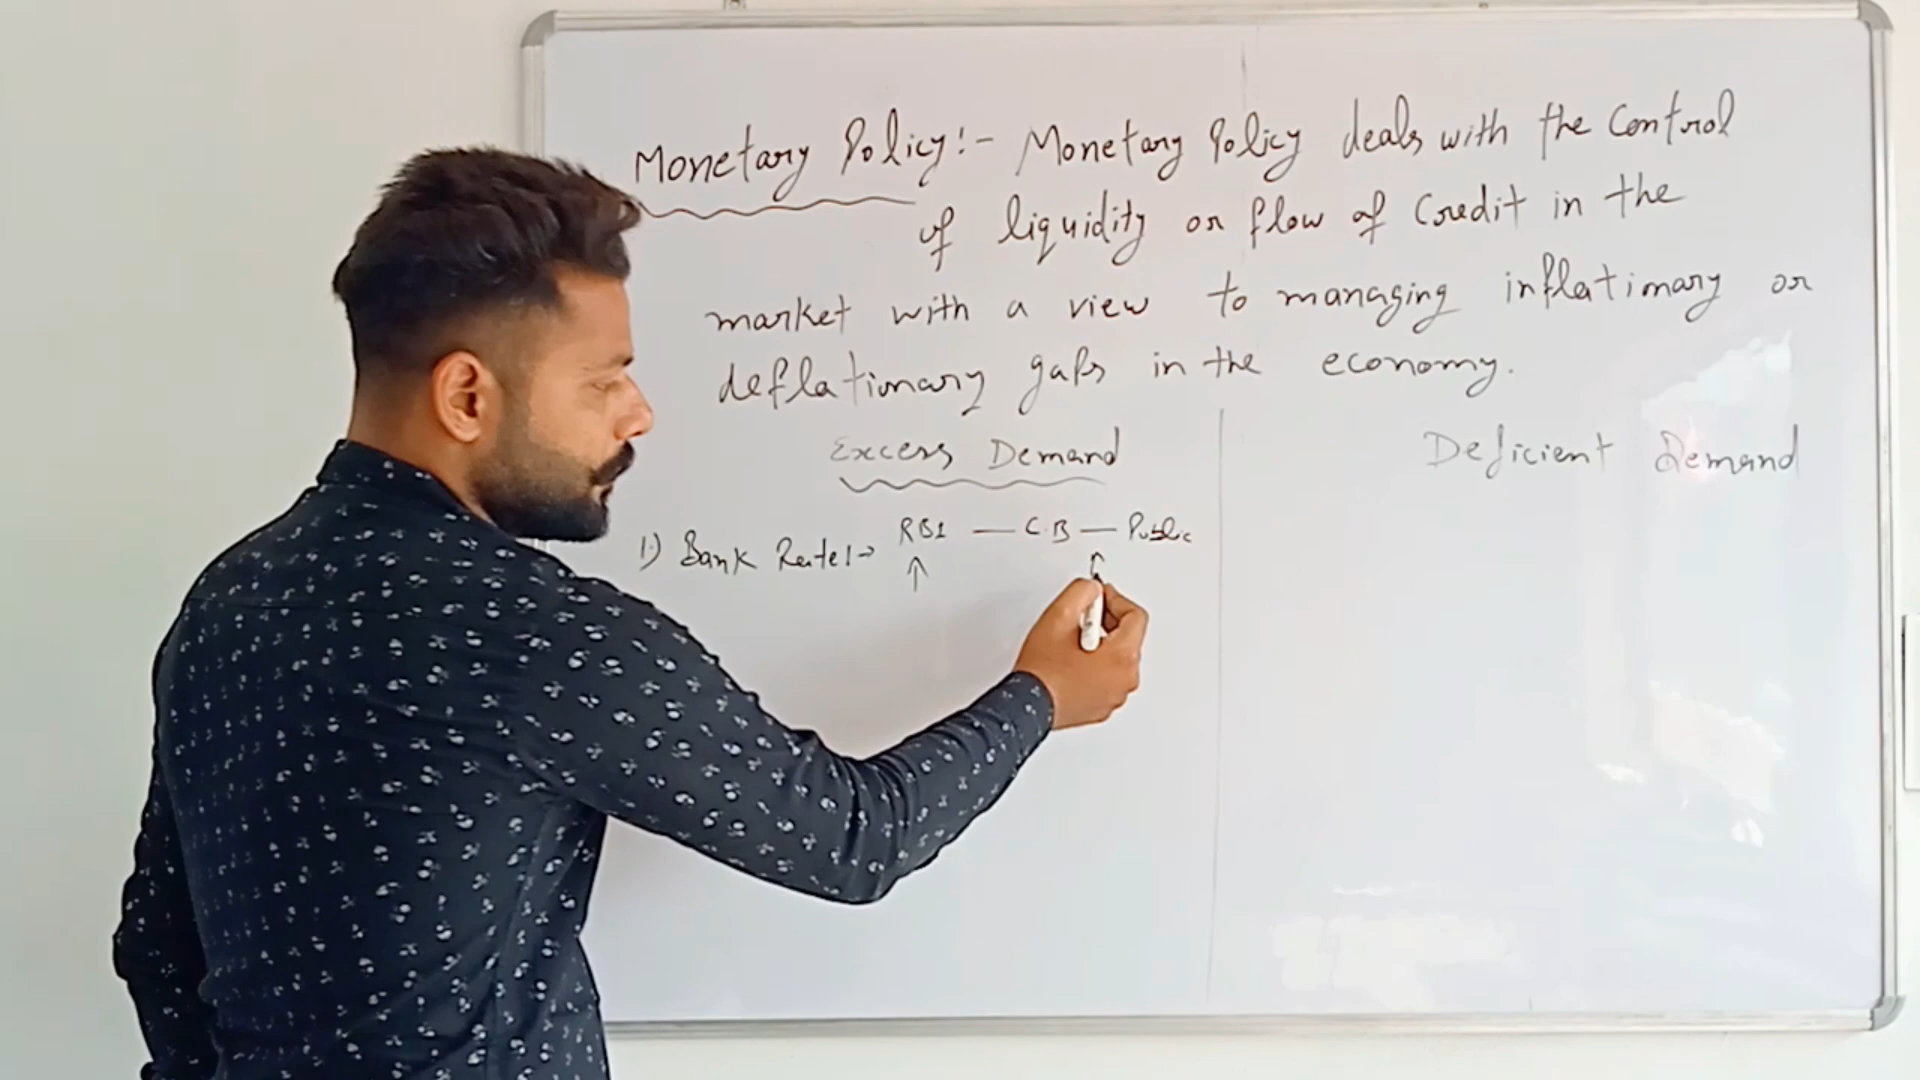 Monetary Policy:- Monetary Policy deals with the control
of liquidity or flow of credit in the
market with a view to managing inflationary or
deflationary gaps in the economy.
Excess Demand
Deficient Demand
1.) Bank Rate:→ RBI — C.B — Public
↑ ↑